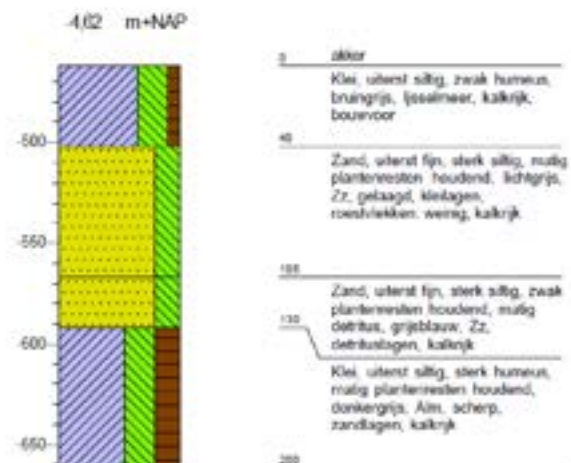 -4,62 m+NAP
0 akker
Klei, uiterst siltig, zwak humeus,
bruingrijs, Ijsselmeer, kalkrijk,
bouwvoor
-500
40
Zand, uiterst fijn, sterk siltig, matig
plantenresten houdend, lichtgrijs,
Zz, gelaagd, kleilagen,
roestvlekken: weinig, kalkrijk
-550
105
Zand, uiterst fijn, sterk siltig, zwak
plantenresten houdend, matig
detritus, grijsblauw, Zz,
detrituslagen, kalkrijk
130
-600
Klei, uiterst siltig, sterk humeus,
matig plantenresten houdend,
donkergrijs, Alm, scherp,
zandlagen, kalkrijk
-650
200